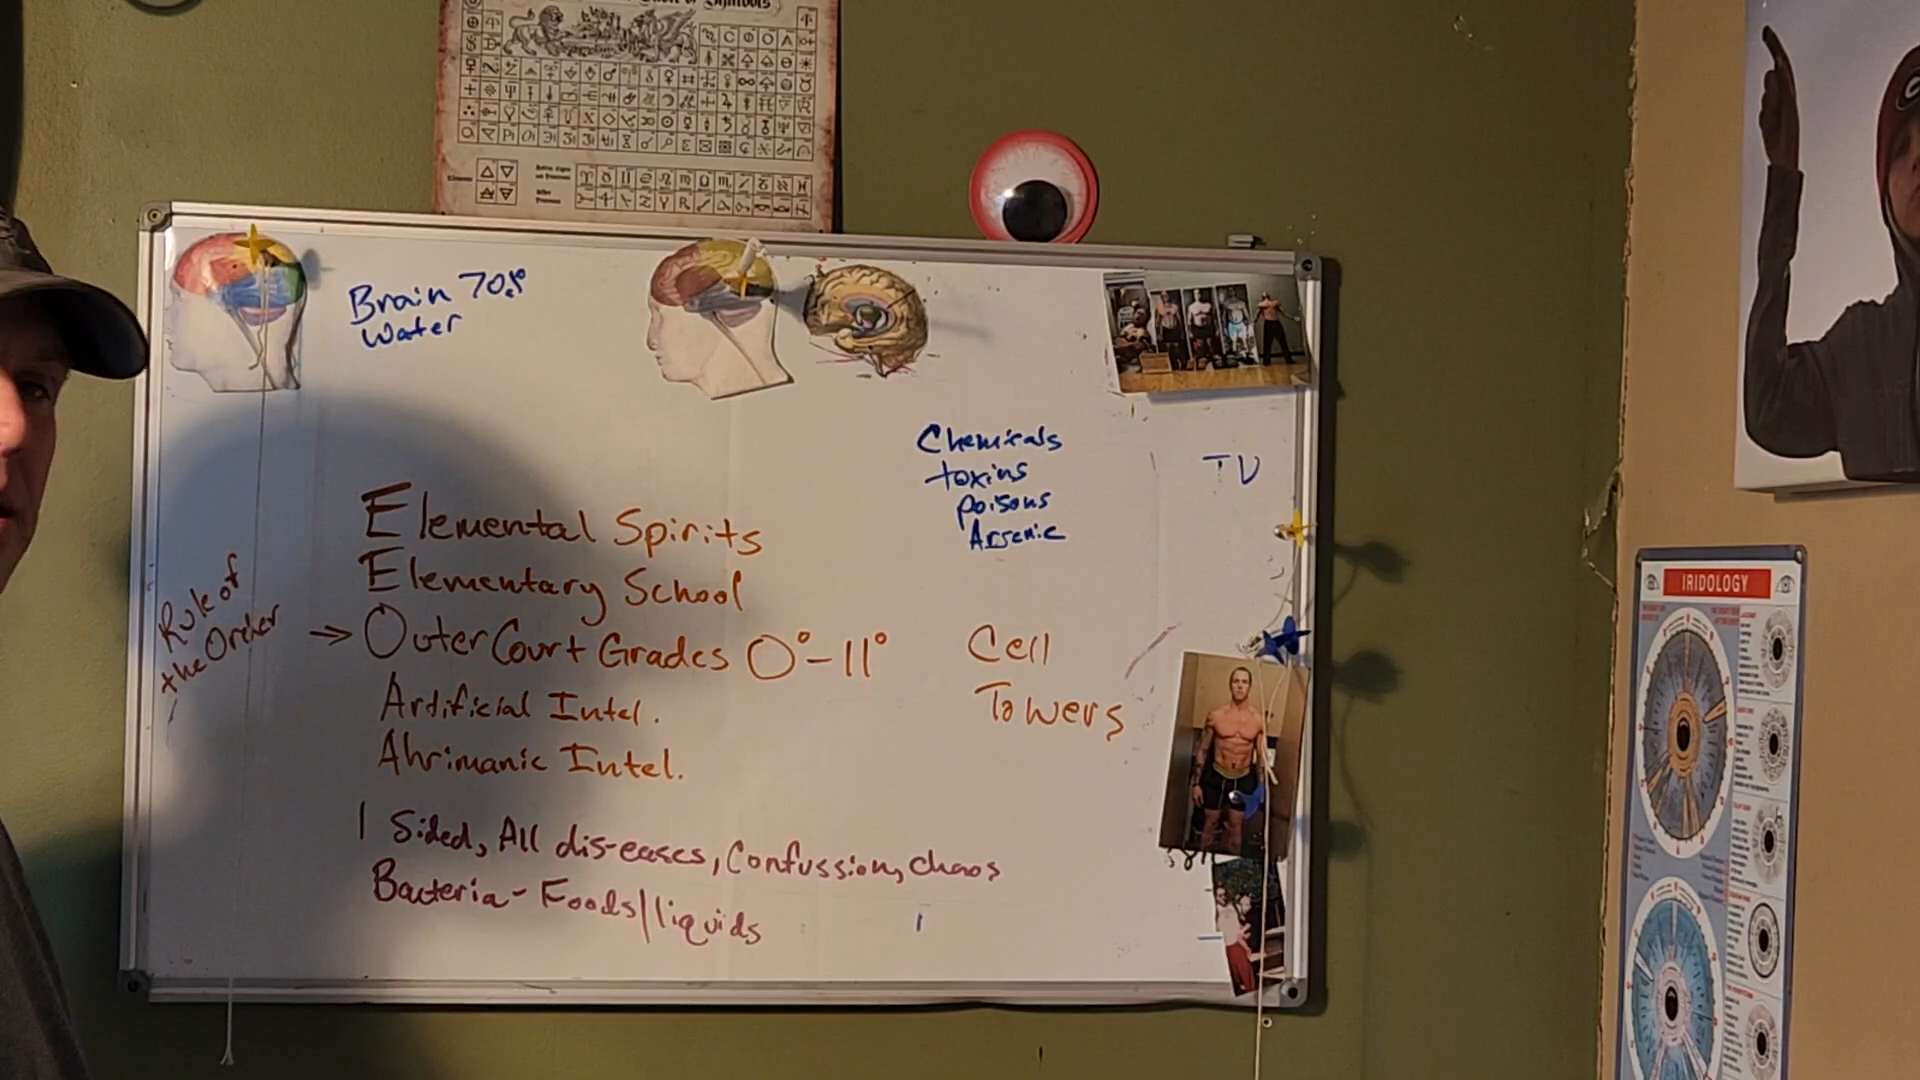 Brain 70%
Water
Chemicals
toxins
Poisons
Arsenic
TV
Elemental Spirits
Elementary School
Rule of
the Order
→ Outer Court Grades 0°-11°
Artificial Intel.
Ahrimanic Intel.
Cell
Towers
1 Sided, All dis-eases, Confussion, chaos
Bacteria - Foods/liquids
IRIDOLOGY